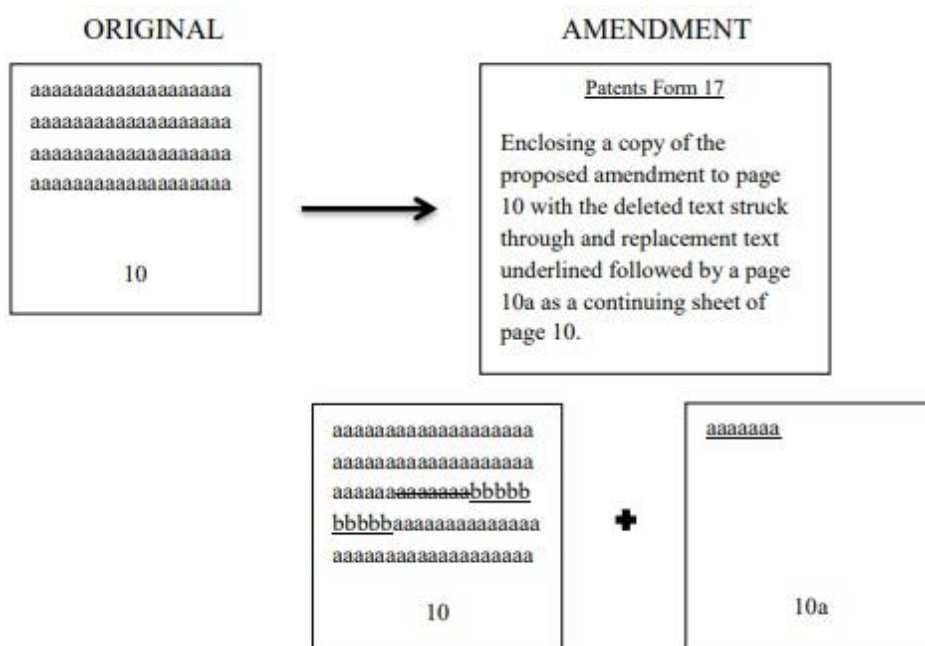 ORIGINAL
aaaaaaaaaaaaaaaaaaa
aaaaaaaaaaaaaaaaaaa
aaaaaaaaaaaaaaaaaaa
aaaaaaaaaaaaaaaaaaa
10
AMENDMENT
Patents Form 17
Enclosing a copy of the
proposed amendment to page
10 with the deleted text struck
through and replacement text
underlined followed by a page
10a as a continuing sheet of
page 10.
aaaaaaaaaaaaaaaaaaa
aaaaaaaaaaaaaaaaaaa
aaaaaaaaaaaaabbbbb
bbbbbaaaaaaaaaaaaaa
aaaaaaaaaaaaaaaaaaa
10
aaaaaaa
10a